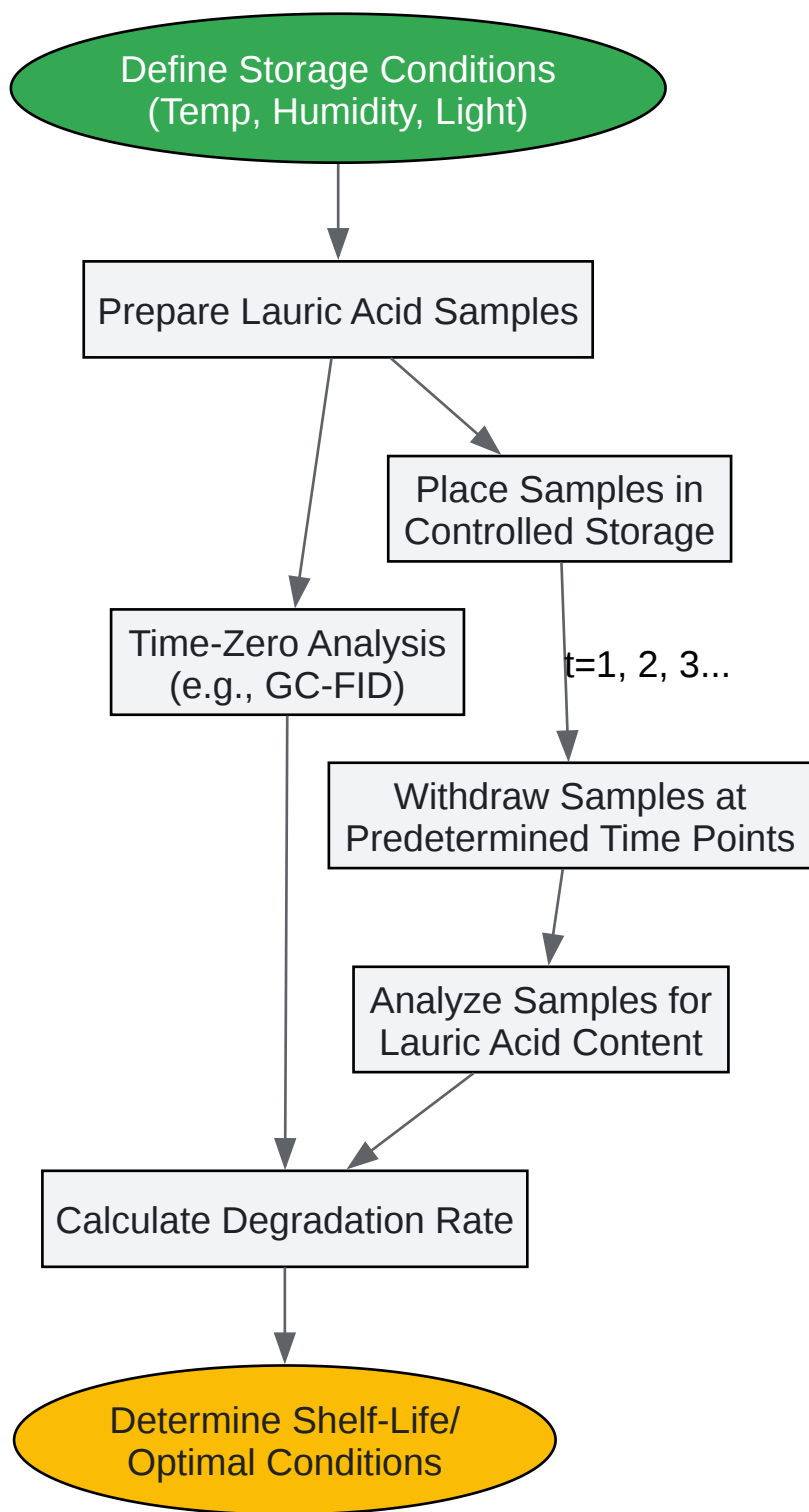 Define Storage Conditions
(Temp, Humidity, Light)
Prepare Lauric Acid Samples
Place Samples in
Controlled Storage
Time-Zero Analysis
(e.g., GC-FID)
t=1, 2, 3...
Withdraw Samples at
Predetermined Time Points
Analyze Samples for
Lauric Acid Content
Calculate Degradation Rate
Determine Shelf-Life/
Optimal Conditions